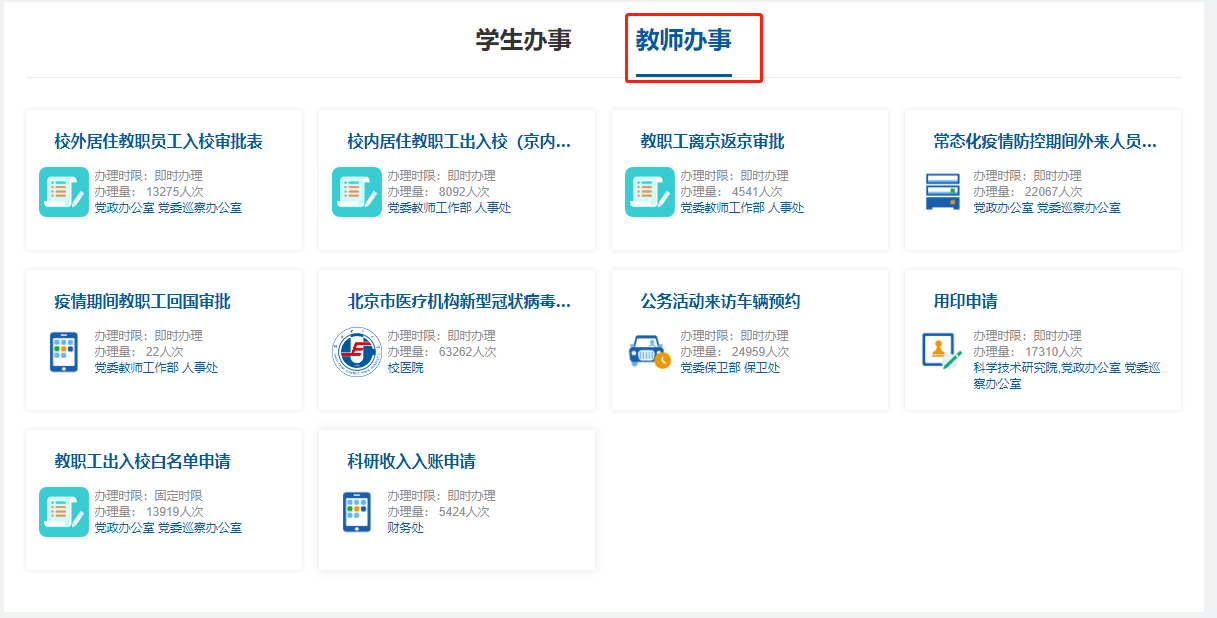 学生办事
教师办事
校外居住教职员工入校审批表
办理时限：即时办理
办理量： 13275人次
党政办公室 党委巡察办公室
校内居住教职工出入校（京内...
办理时限：即时办理
办理量： 8092人次
党委教师工作部 人事处
教职工离京返京审批
办理时限：即时办理
办理量： 4541人次
党委教师工作部 人事处
常态化疫情防控期间外来人员...
办理时限：即时办理
办理量： 22067人次
党政办公室 党委巡察办公室
疫情期间教职工回国审批
办理时限：即时办理
办理量： 22人次
党委教师工作部 人事处
北京市医疗机构新型冠状病毒...
办理时限：即时办理
办理量： 63262人次
校医院
公务活动来访车辆预约
办理时限：即时办理
办理量： 24959人次
党委保卫部 保卫处
用印申请
办理时限：即时办理
办理量： 17310人次
科学技术研究院,党政办公室 党委巡
察办公室
教职工出入校白名单申请
办理时限：固定时限
办理量： 13919人次
党政办公室 党委巡察办公室
科研收入入账申请
办理时限：即时办理
办理量： 5424人次
财务处